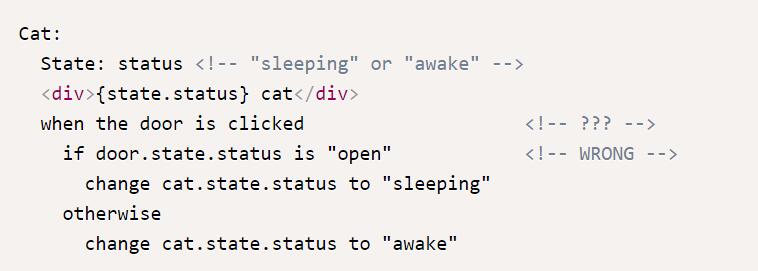 Cat:
State: status <!-- "sleeping" or "awake" -->
<div>{state.status} cat</div>
when the door is clicked <!-- ??? -->
if door.state.status is "open" <!-- WRONG -->
change cat.state.status to "sleeping"
otherwise
change cat.state.status to "awake"